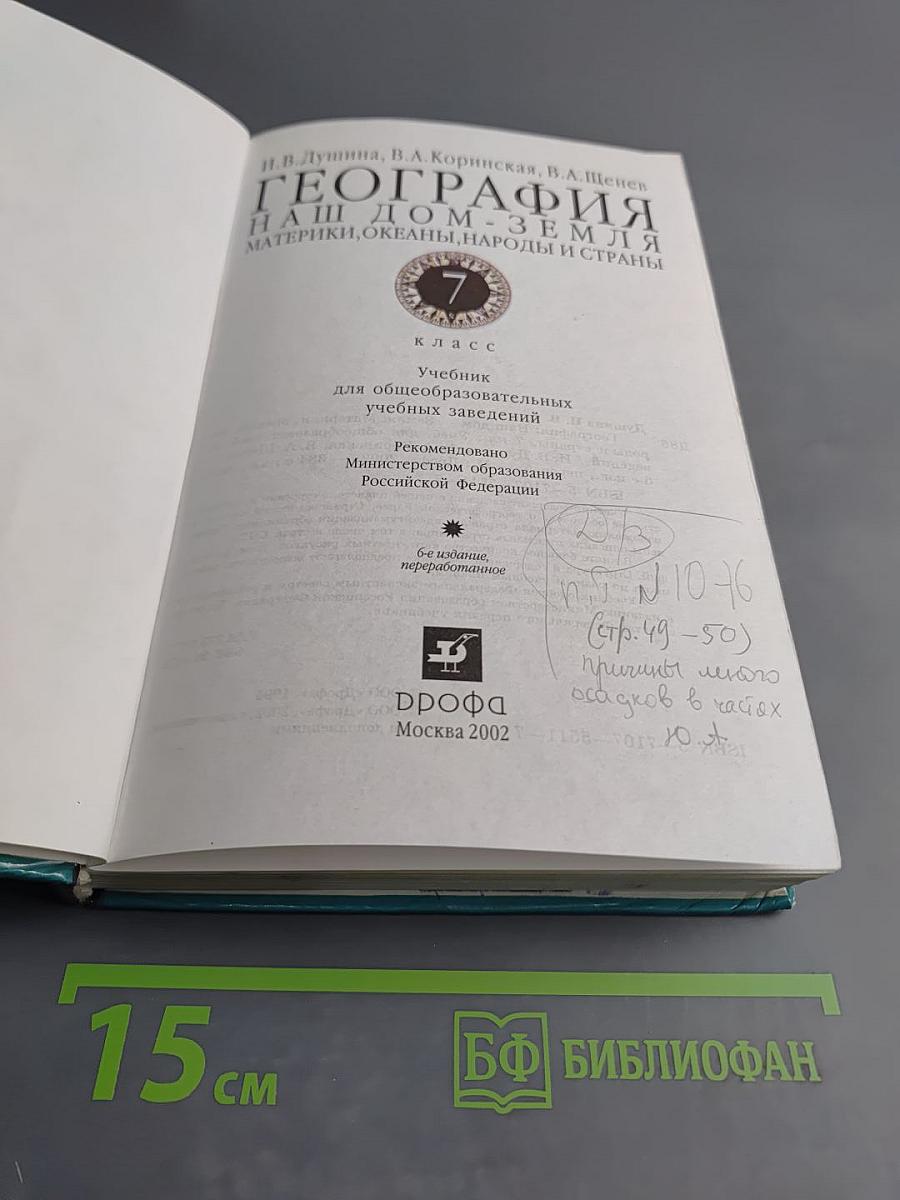 И.В.Душина, В.А.Коринская, В.А.Щенев
ГЕОГРАФИЯ
НАШ ДОМ-ЗЕМЛЯ
МАТЕРИКИ, ОКЕАНЫ, НАРОДЫ И СТРАНЫ
7
класс
Учебник
для общеобразовательных
учебных заведений
Рекомендовано
Министерством образования
Российской Федерации
6-е издание,
переработанное
Д/З
(стр. 49 - 50)
причины много
осадков в частях
Ю.А
дрофа
Москва 2002
15 см
БФ БИБЛИОФАН